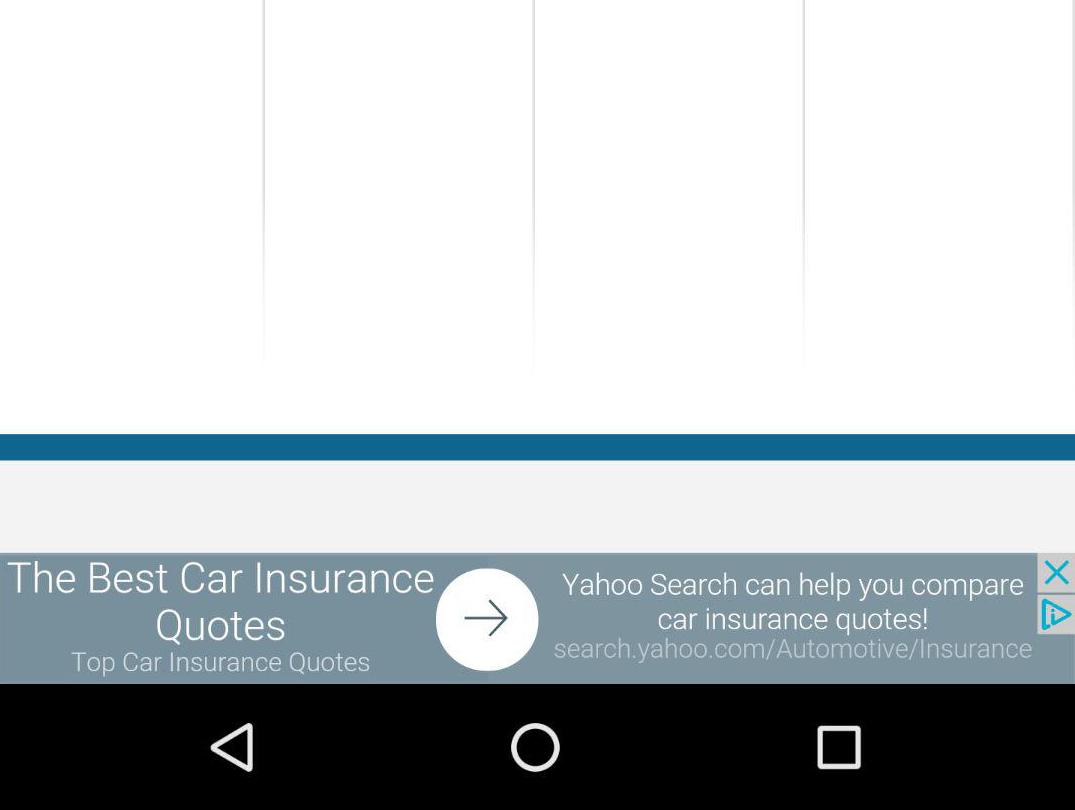 The Best Car Insurance
Quotes
Top Car Insurance Quotes
Yahoo Search can help you compare
car insurance quotes!
search.yahoo.com/Automotive/Insurance